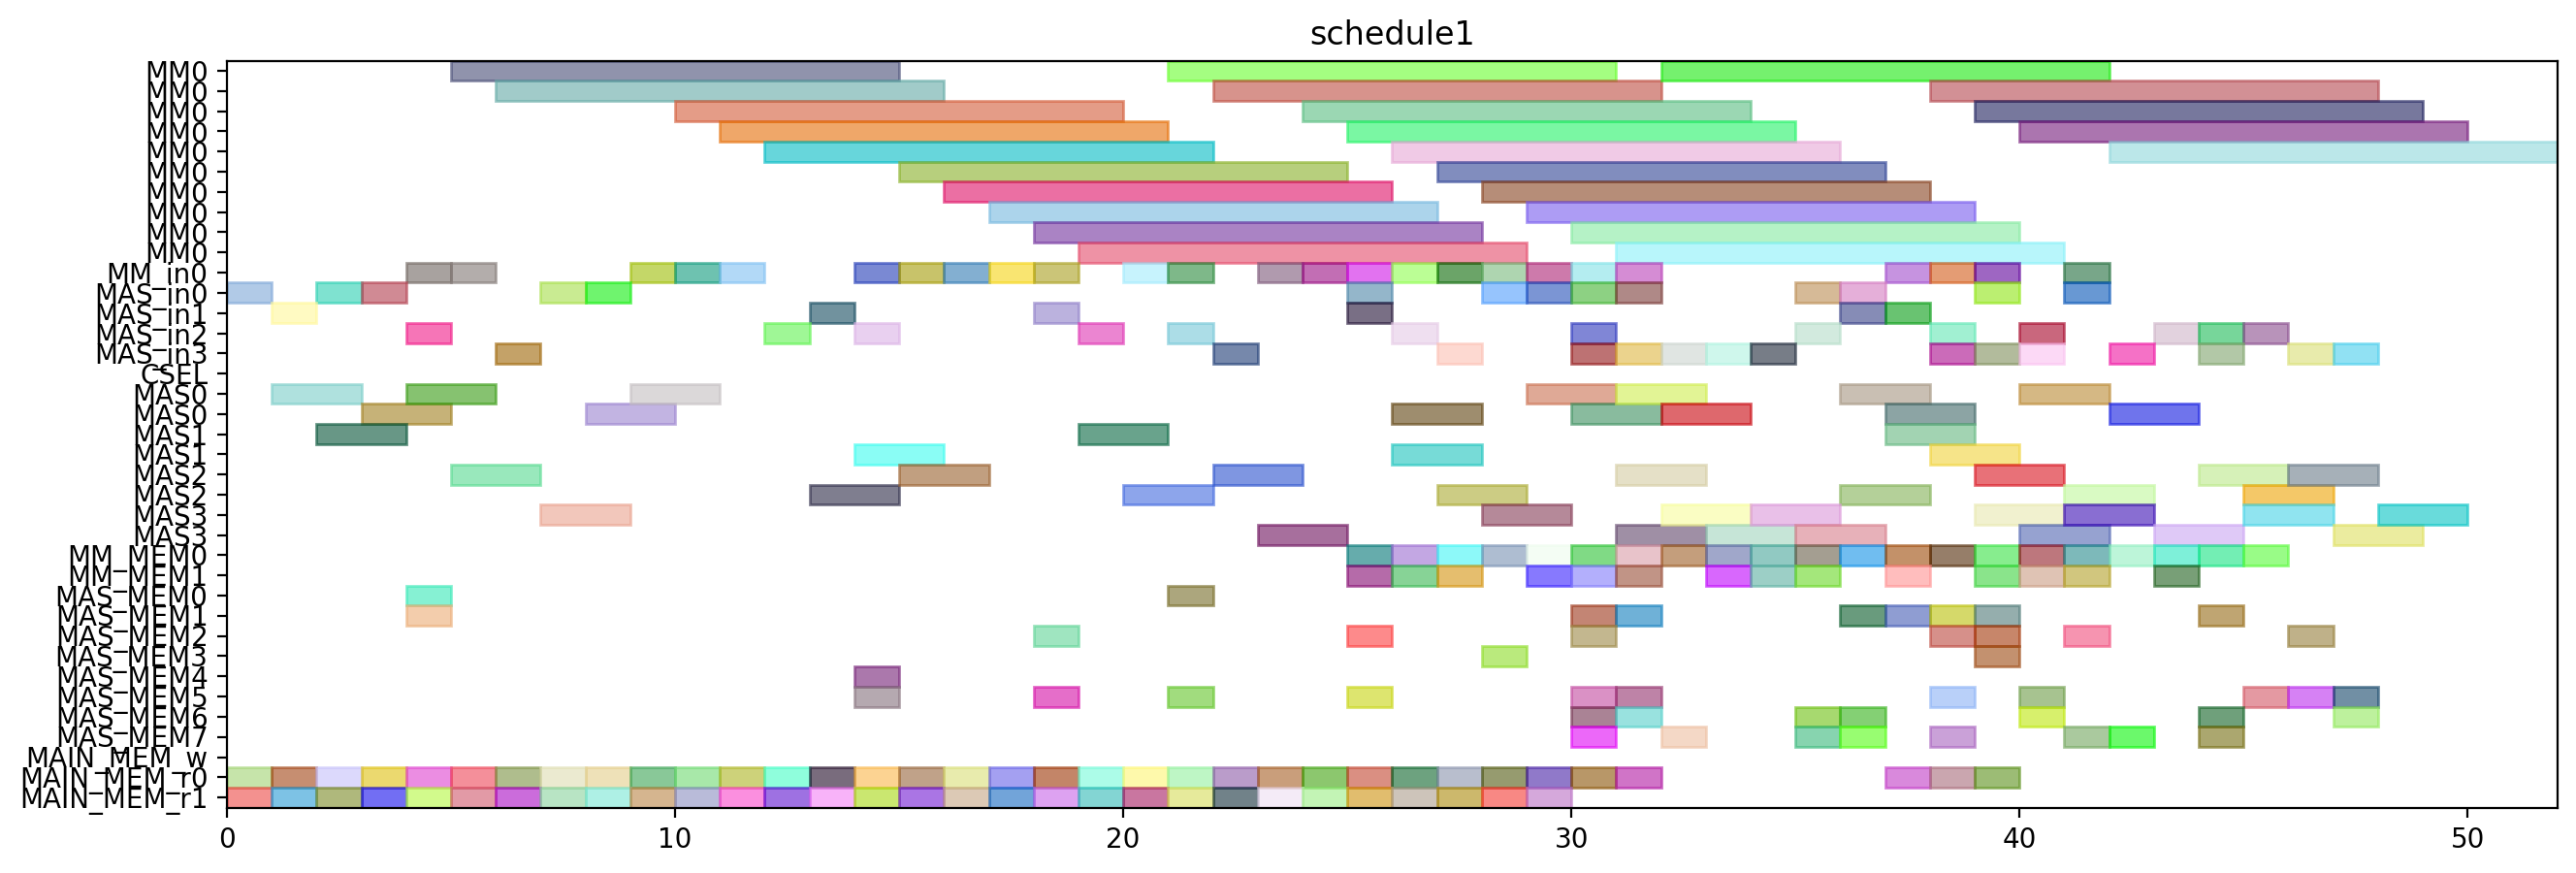 schedule1
MM0
MM0
MM0
MM0
MM0
MM0
MM0
MM0
MM0
MM0
MM_in0
MAS_in0
MAS_in1
MAS_in2
MAS_in3
CSEL
MAS0
MAS0
MAS1
MAS1
MAS2
MAS2
MAS3
MAS3
MM_MEM0
MM_MEM1
MAS_MEM0
MAS_MEM1
MAS_MEM2
MAS_MEM3
MAS_MEM4
MAS_MEM5
MAS_MEM6
MAS_MEM7
MAIN_MEM_w
MAIN_MEM_r0
MAIN_MEM_r1
0 10 20 30 40 50